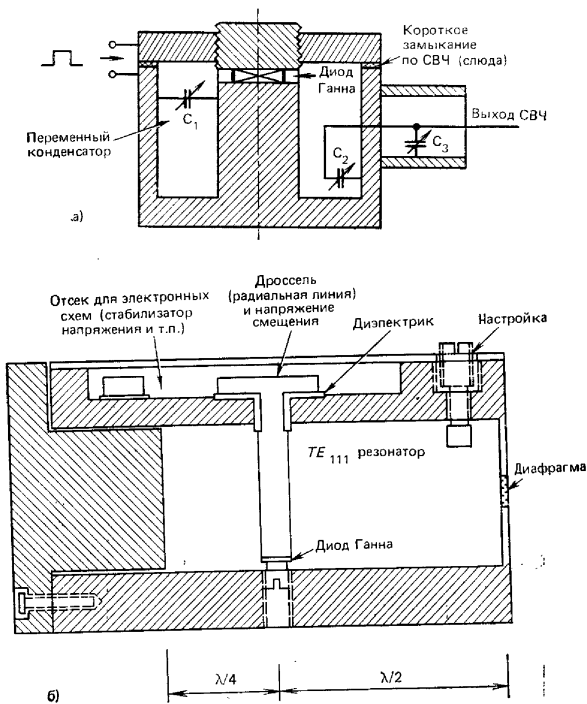 Короткое
замыкание
по СВЧ (слюда)
Диод
Ганна
Выход СВЧ
C1
C2
C3
Переменный
конденсатор
а)
Дроссель
(радиальная линия)
и напряжение
смещения
Отсек для электронных
схем (стабилизатор
напряжения и т.п.)
Диэлектрик
Настройка
TE111 резонатор
Диафрагма
Диод Ганна
λ/4
λ/2
б)